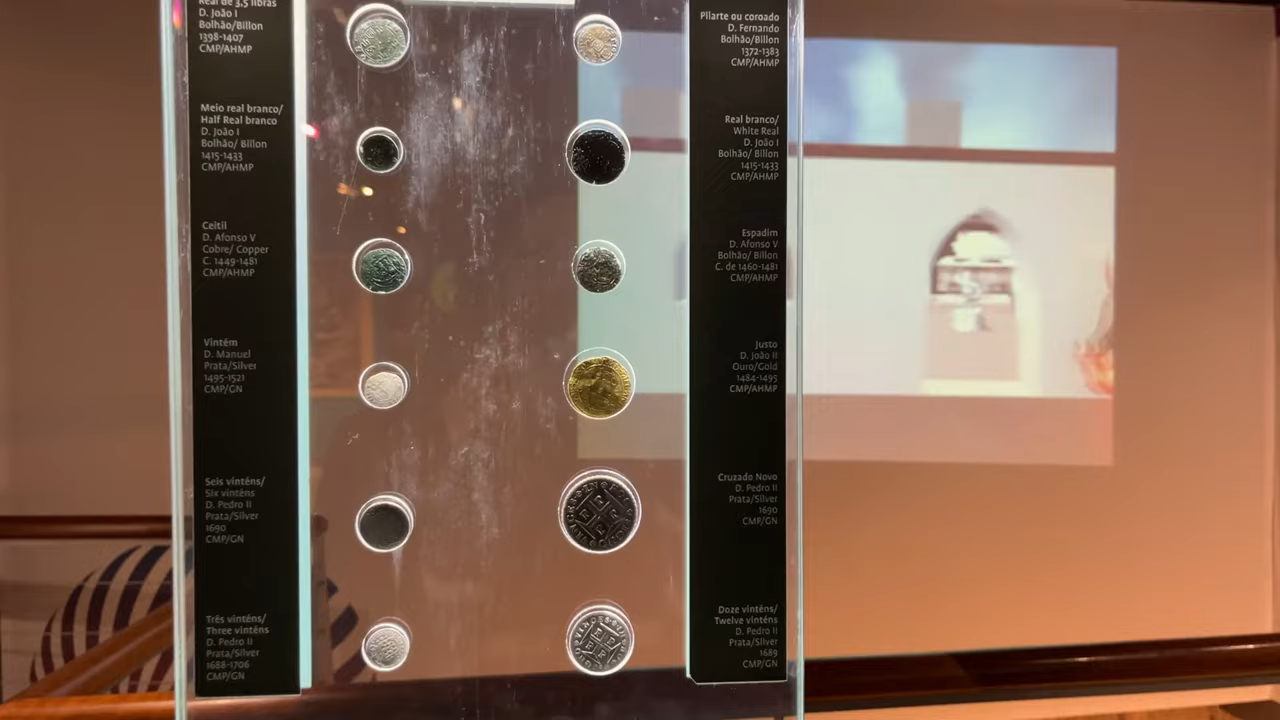 Real de 3,5 libras
D. João I
Bolhão/Billon
1398-1407
CMP/AHMP
Meio real branco/
Half Real branco
D. João I
Bolhão/ Billon
1415-1433
CMP/AHMP
Ceitil
D. Afonso V
Cobre/ Copper
C. 1449-1481
CMP/AHMP
Vintém
D. Manuel
Prata/Silver
1495-1521
CMP/GN
Seis vinténs/
Six vinténs
D. Pedro II
Prata/Silver
1690
CMP/GN
Três vinténs/
Three vinténs
D. Pedro II
Prata/Silver
1688-1706
CMP/GN
Pilarte ou coroado
D. Fernando
Bolhão/Billon
1372-1383
CMP/AHMP
Real branco/
White Real
D. João I
Bolhão/ Billon
1415-1433
CMP/AHMP
Espadim
D. Afonso V
Bolhão/ Billon
C. de 1460-1481
CMP/AHMP
Justo
D. João II
Ouro/Gold
1484-1495
CMP/AHMP
Cruzado Novo
D. Pedro II
Prata/Silver
1690
CMP/GN
Doze vinténs/
Twelve vinténs
D. Pedro II
Prata/Silver
1689
CMP/GN